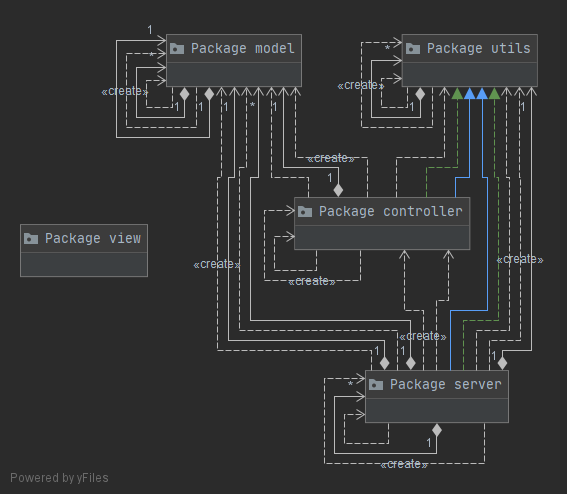 1
Package model
Package utils
*
*
«create»
1
1
«create»
1
1
1
*
1
1
«create»
1
Package controller
Package view
«create»
«create»
«create»
«create»
1
1
1
Package server
*
1
«create»
Powered by yFiles